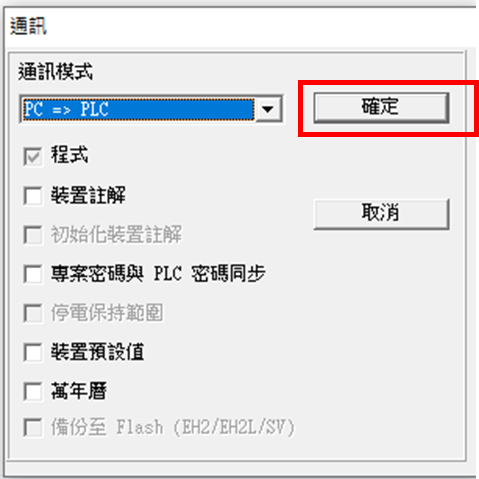 通訊
通訊模式
PC => PLC
確定
程式
裝置註解
取消
初始化裝置註解
專案密碼與 PLC 密碼同步
停電保持範圍
裝置預設值
萬年曆
備份至 Flash (EH2/EH2L/SV)